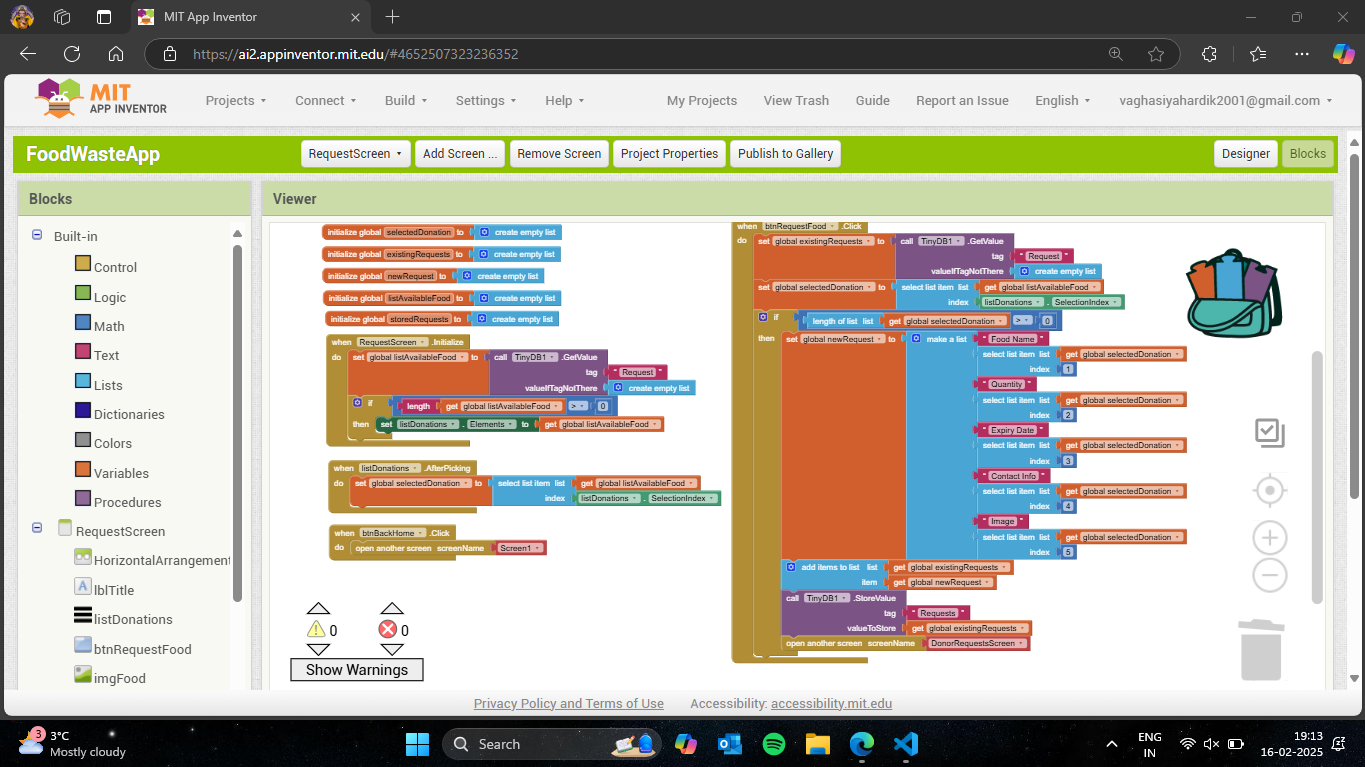 MIT App Inventor
https://ai2.appinventor.mit.edu/#4652507323236352
MIT
APP INVENTOR
Projects Connect Build Settings Help My Projects View Trash Guide Report an Issue English vaghasiyahardik2001@gmail.com
FoodWasteApp RequestScreen Add Screen ... Remove Screen Project Properties Publish to Gallery Designer Blocks
Blocks
Built-in
Control
Logic
Math
Text
Lists
Dictionaries
Colors
Variables
Procedures
RequestScreen
HorizontalArrangement
lblTitle
listDonations
btnRequestFood
imgFood
Viewer
initialize global selectedDonation to create empty list
initialize global existingRequests to create empty list
initialize global newRequest to create empty list
initialize global listAvailableFood to create empty list
initialize global storedRequests to create empty list
when RequestScreen .Initialize
do set global listAvailableFood to call TinyDB1 .GetValue
tag " Request "
valueIfTagNotThere create empty list
if length get global listAvailableFood > 0
then set listDonations . Elements to get global listAvailableFood
when listDonations .AfterPicking
do set global selectedDonation to select list item list get global listAvailableFood
index listDonations . SelectionIndex
when btnBackHome .Click
do open another screen screenName Screen1
0 0
Show Warnings
when btnRequestFood .Click
do set global existingRequests to call TinyDB1 .GetValue
tag " Request "
valueIfTagNotThere create empty list
set global selectedDonation to select list item list get global listAvailableFood
index listDonations . SelectionIndex
if length of list list get global selectedDonation > 0
then set global newRequest to make a list " Food Name "
select list item list get global selectedDonation
index 1
" Quantity "
select list item list get global selectedDonation
index 2
" Expiry Date "
select list item list get global selectedDonation
index 3
" Contact Info "
select list item list get global selectedDonation
index 4
" Image "
select list item list get global selectedDonation
index 5
add items to list list get global existingRequests
item get global newRequest
call TinyDB1 .StoreValue
tag " Requests "
valueToStore get global existingRequests
open another screen screenName DonorRequestsScreen
Privacy Policy and Terms of Use Accessibility: accessibility.mit.edu
3
3°C
Mostly cloudy
Search
ENG
IN
19:13
16-02-2025